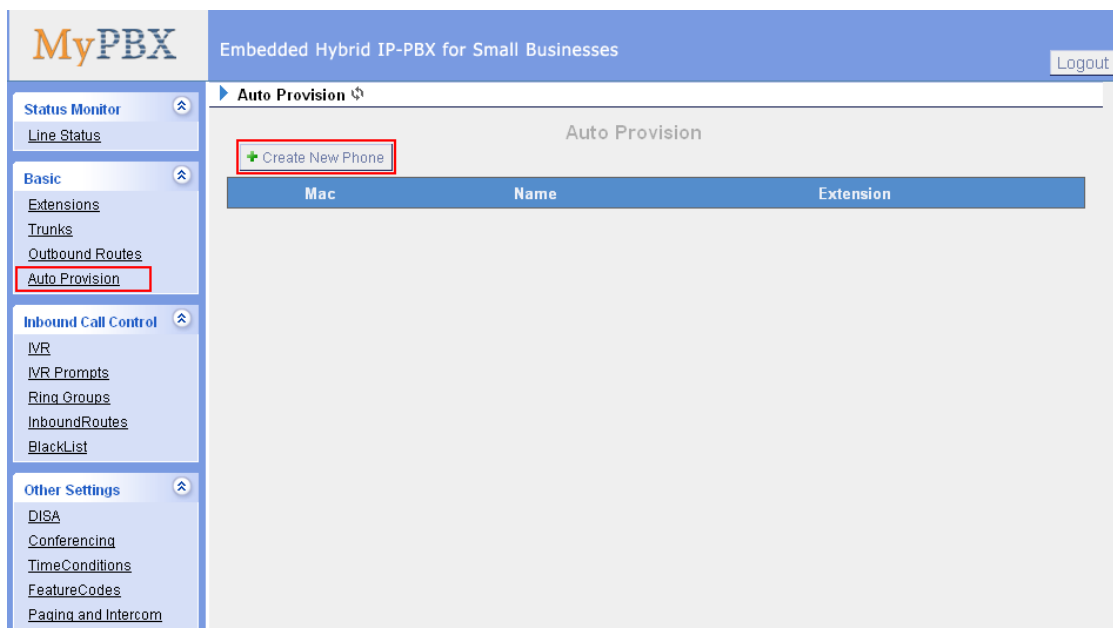 MyPBX
Embedded Hybrid IP-PBX for Small Businesses
Logout
Status Monitor
Line Status
Basic
Extensions
Trunks
Outbound Routes
Auto Provision
Inbound Call Control
IVR
IVR Prompts
Ring Groups
InboundRoutes
BlackList
Other Settings
DISA
Conferencing
TimeConditions
FeatureCodes
Paging and Intercom
Auto Provision
Auto Provision
Create New Phone
Mac Name Extension